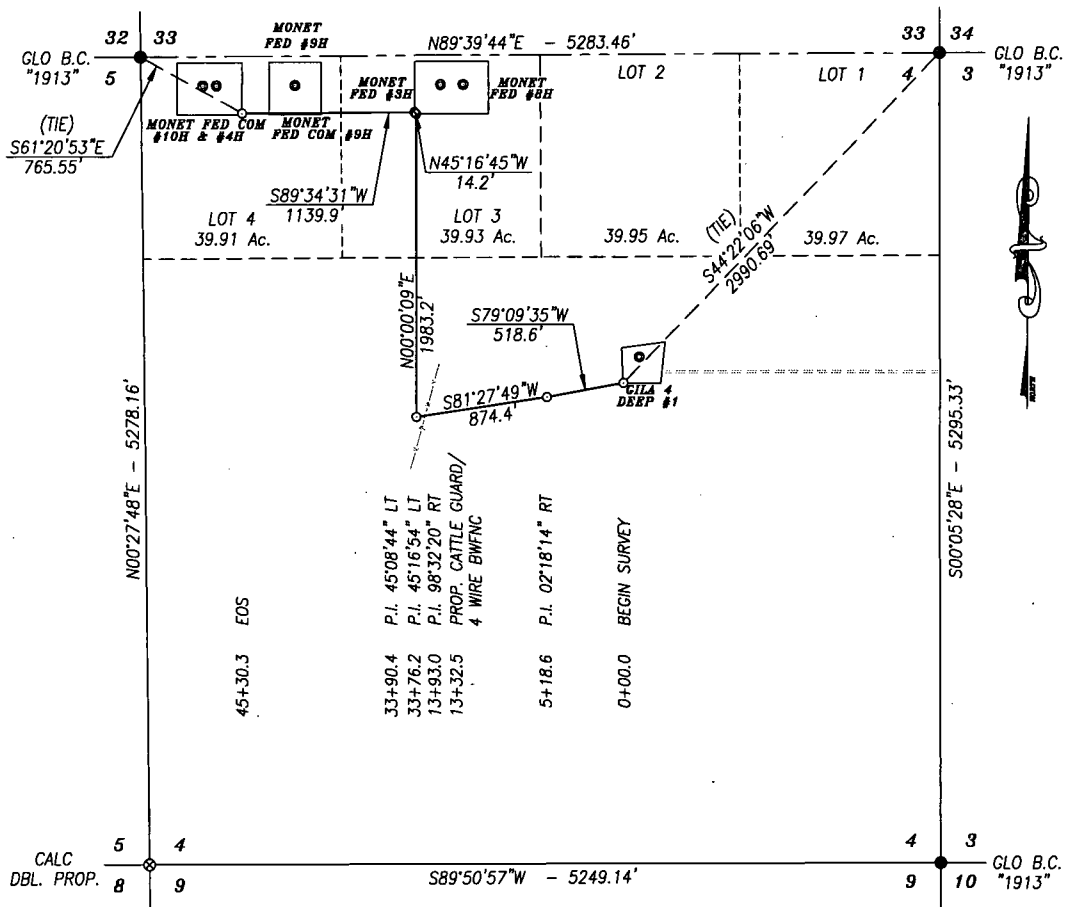 32 33
GLO B.C.
"1913"
5
MONET
FED #9H
N89°39'44"E - 5283.46'
33 34
4 3
GLO B.C.
"1913"
LOT 2
LOT 1
MONET
FED #3H
MONET
FED #8H
(TIE)
S61°20'53"E
765.55'
MONET FED COM
#10H & #4H
MONET
FED COM #9H
N45°16'45"W
14.2'
S89°34'31"W
1139.9'
LOT 4
39.91 Ac.
LOT 3
39.93 Ac.
39.95 Ac.
39.97 Ac.
(TIE)
S44°22'06"W
2990.69'
N00°00'09"E
1983.2'
S79°09'35"W
518.6'
S81°27'49"W
874.4'
GILA 4
DEEP #1
NORTH
N00°27'48"E - 5278.16'
S00°05'28"E - 5295.33'
45+30.3 EOS
33+90.4 P.I. 45°08'44" LT
33+76.2 P.I. 45°16'54" LT
13+93.0 P.I. 98°32'20" RT
13+32.5 PROP. CATTLE GUARD/
4 WIRE BWFNC
5+18.6 P.I. 02°18'14" RT
0+00.0 BEGIN SURVEY
5 4
CALC
DBL. PROP.
8 9
S89°50'57"W - 5249.14'
4 3
9 10
GLO B.C.
"1913"